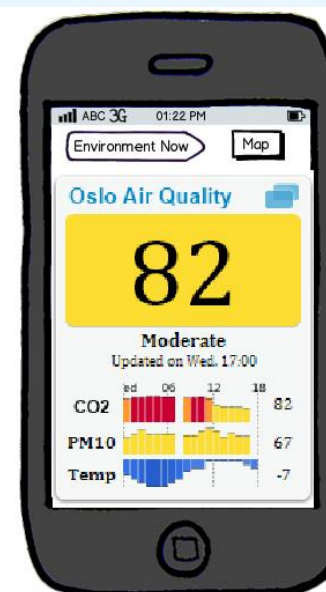 ABC 3G 01:22 PM
Environment Now Map
Oslo Air Quality
82
Moderate
Updated on Wed. 17:00
ed 06 12 18
CO2 82
PM10 67
Temp -7